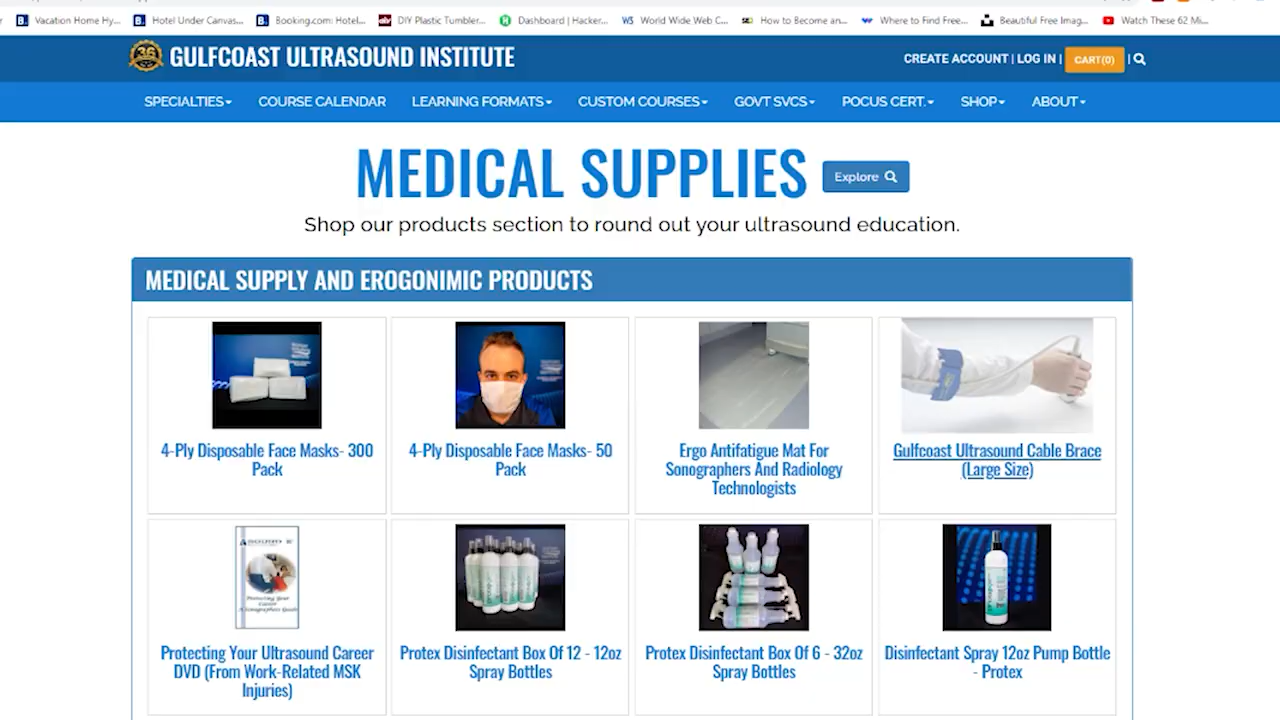 Vacation Home Hy... Hotel Under Canvas... Booking.com: Hotel... DIY Plastic Tumbler... Dashboard | Hacker... World Wide Web C... How to Become an... Where to Find Free... Beautiful Free Imag... Watch These 62 Mi...
36 GULFCOAST ULTRASOUND INSTITUTE
CREATE ACCOUNT | LOG IN | CART(0) |
SPECIALTIES COURSE CALENDAR LEARNING FORMATS CUSTOM COURSES GOVT SVCS POCUS CERT. SHOP ABOUT
MEDICAL SUPPLIES Explore
Shop our products section to round out your ultrasound education.
MEDICAL SUPPLY AND EROGONIMIC PRODUCTS
4-Ply Disposable Face Masks- 300
Pack
4-Ply Disposable Face Masks- 50
Pack
Ergo Antifatigue Mat For
Sonographers And Radiology
Technologists
Gulfcoast Ultrasound Cable Brace
(Large Size)
Protecting Your
Career
Protecting Your Ultrasound Career
DVD (From Work-Related MSK
Injuries)
Protex Disinfectant Box Of 12 - 12oz
Spray Bottles
Protex Disinfectant Box Of 6 - 32oz
Spray Bottles
Disinfectant Spray 12oz Pump Bottle
- Protex